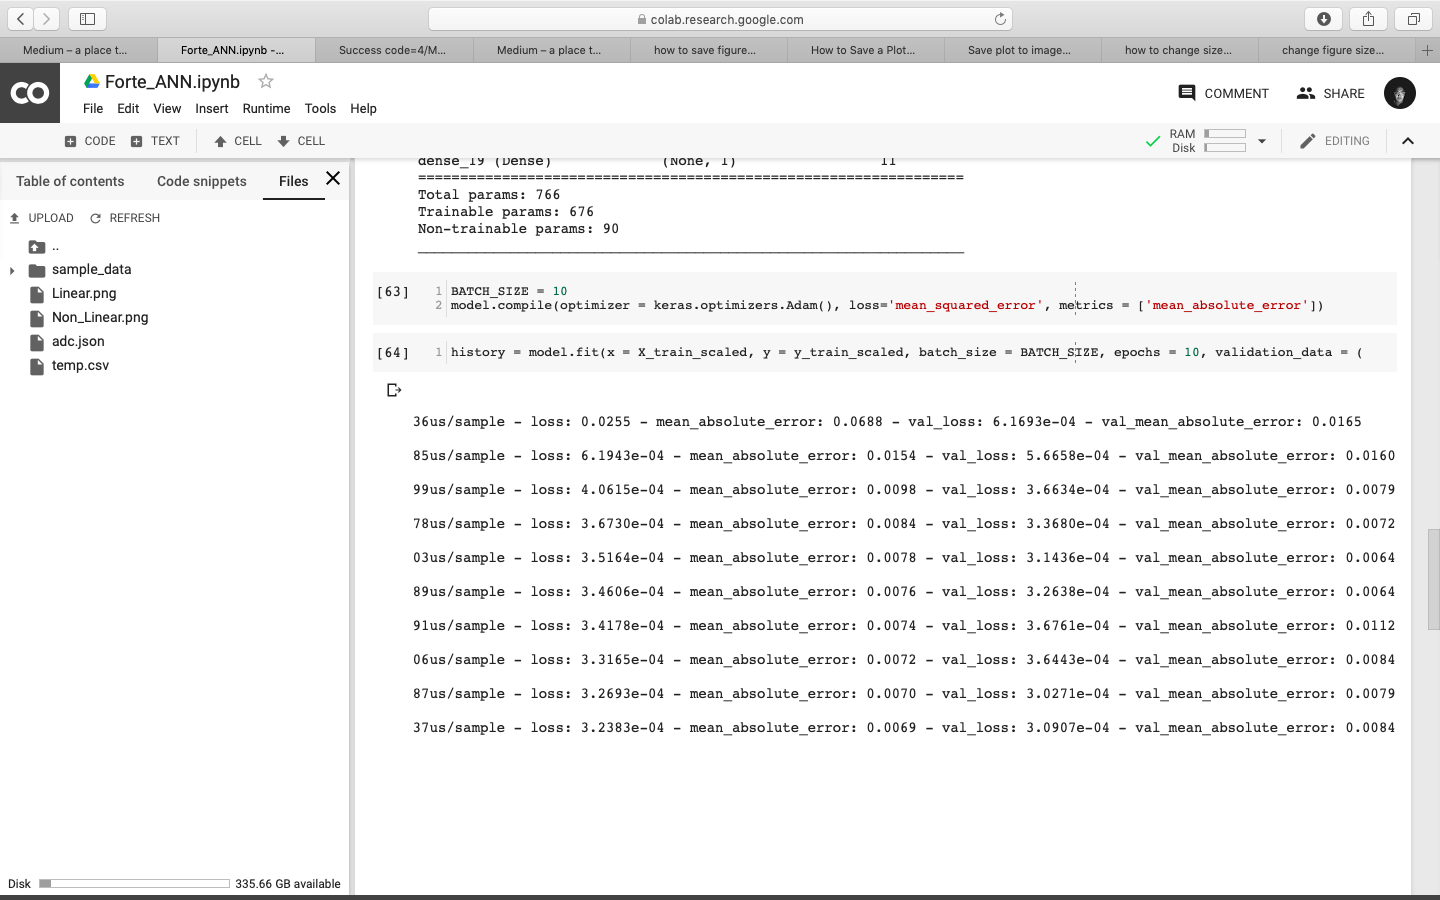 colab.research.google.com
Medium – a place t...
Forte_ANN.ipynb -...
Success code=4/M...
Medium – a place t...
how to save figure...
How to Save a Plot...
Save plot to image...
how to change size...
change figure size...
CO
Forte_ANN.ipynb
COMMENT
SHARE
File Edit View Insert Runtime Tools Help
CODE TEXT CELL CELL
RAM
Disk
EDITING
Table of contents Code snippets Files
UPLOAD REFRESH
..
sample_data
Linear.png
Non_Linear.png
adc.json
temp.csv
Disk 335.66 GB available
dense_19 (Dense) (None, 1) 11
=================================================================
Total params: 766
Trainable params: 676
Non-trainable params: 90
_________________________________________________________________
[63] 1 BATCH_SIZE = 10
2 model.compile(optimizer = keras.optimizers.Adam(), loss='mean_squared_error', metrics = ['mean_absolute_error'])
[64] 1 history = model.fit(x = X_train_scaled, y = y_train_scaled, batch_size = BATCH_SIZE, epochs = 10, validation_data = (
36us/sample - loss: 0.0255 - mean_absolute_error: 0.0688 - val_loss: 6.1693e-04 - val_mean_absolute_error: 0.0165
85us/sample - loss: 6.1943e-04 - mean_absolute_error: 0.0154 - val_loss: 5.6658e-04 - val_mean_absolute_error: 0.0160
99us/sample - loss: 4.0615e-04 - mean_absolute_error: 0.0098 - val_loss: 3.6634e-04 - val_mean_absolute_error: 0.0079
78us/sample - loss: 3.6730e-04 - mean_absolute_error: 0.0084 - val_loss: 3.3680e-04 - val_mean_absolute_error: 0.0072
03us/sample - loss: 3.5164e-04 - mean_absolute_error: 0.0078 - val_loss: 3.1436e-04 - val_mean_absolute_error: 0.0064
89us/sample - loss: 3.4606e-04 - mean_absolute_error: 0.0076 - val_loss: 3.2638e-04 - val_mean_absolute_error: 0.0064
91us/sample - loss: 3.4178e-04 - mean_absolute_error: 0.0074 - val_loss: 3.6761e-04 - val_mean_absolute_error: 0.0112
06us/sample - loss: 3.3165e-04 - mean_absolute_error: 0.0072 - val_loss: 3.6443e-04 - val_mean_absolute_error: 0.0084
87us/sample - loss: 3.2693e-04 - mean_absolute_error: 0.0070 - val_loss: 3.0271e-04 - val_mean_absolute_error: 0.0079
37us/sample - loss: 3.2383e-04 - mean_absolute_error: 0.0069 - val_loss: 3.0907e-04 - val_mean_absolute_error: 0.0084